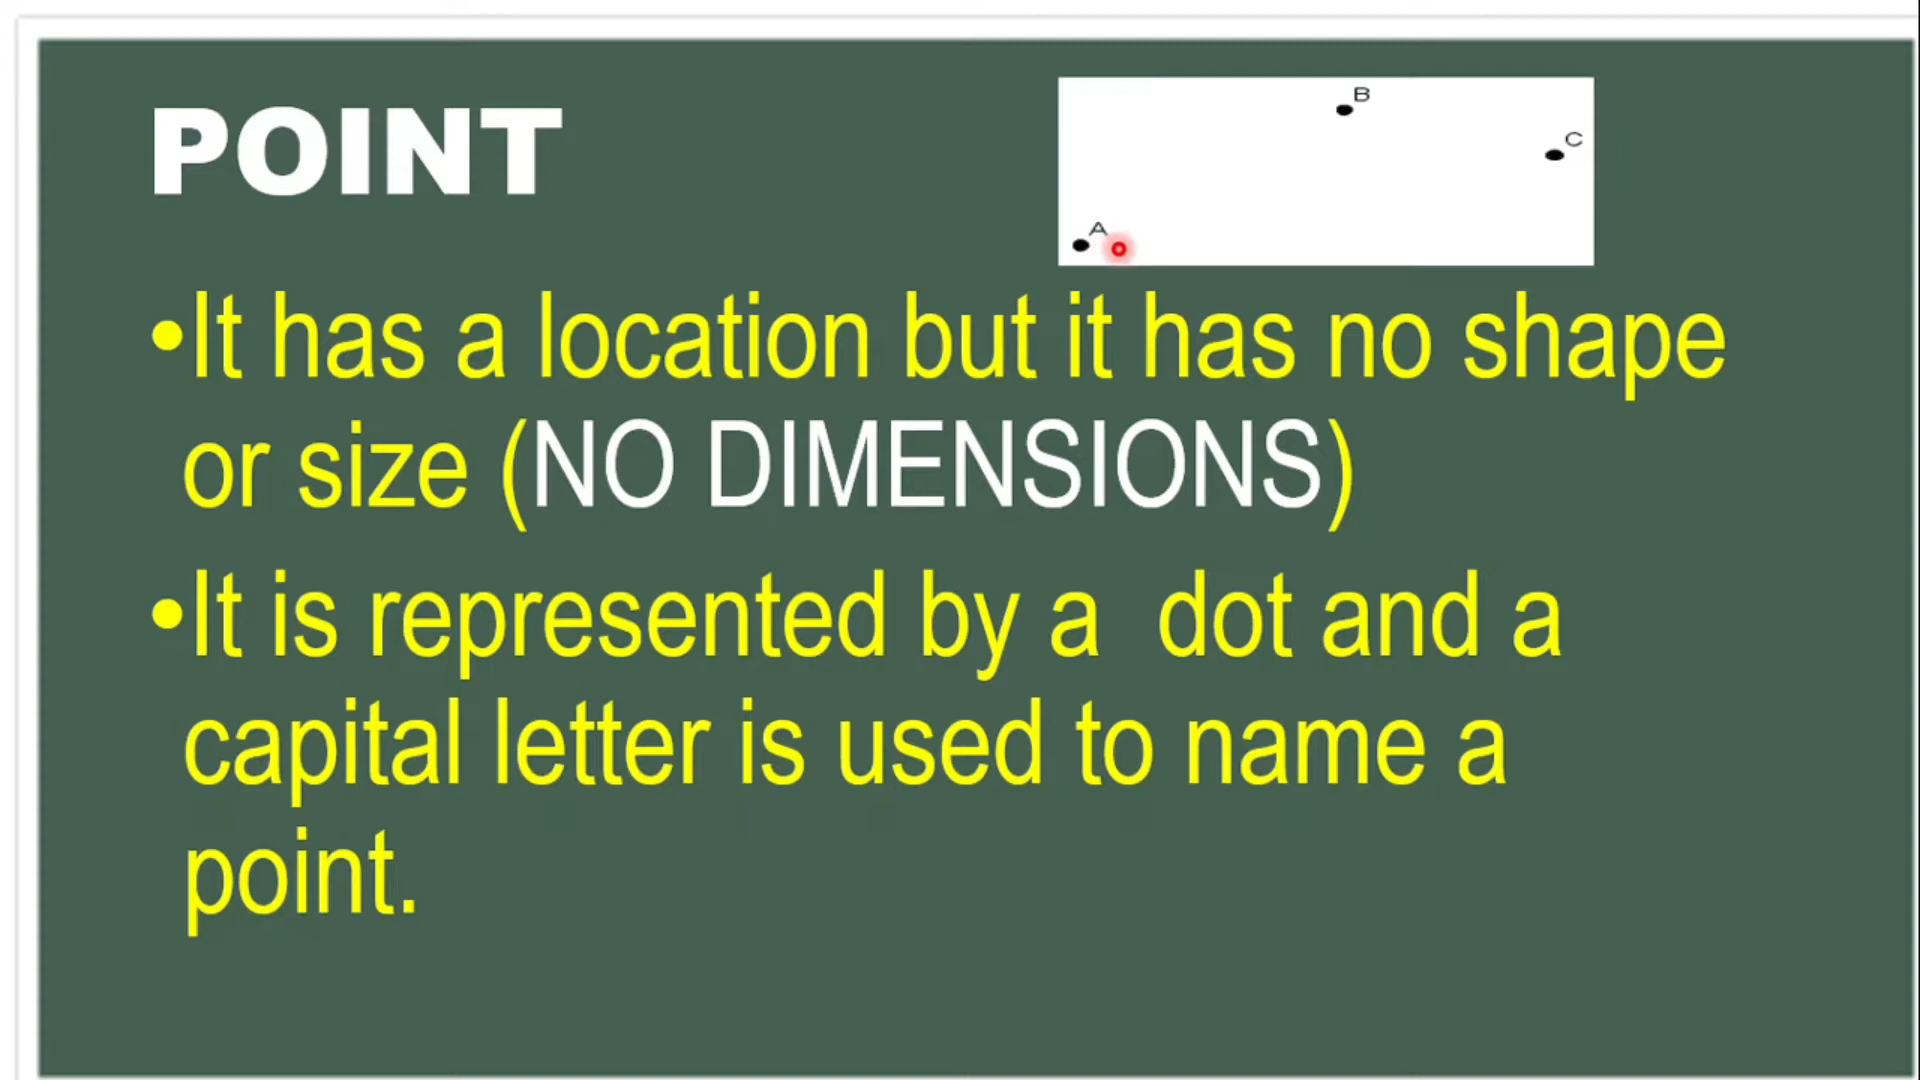 POINT
B
C
A
•It has a location but it has no shape
or size (NO DIMENSIONS)
•It is represented by a  dot and a
capital letter is used to name a
point.